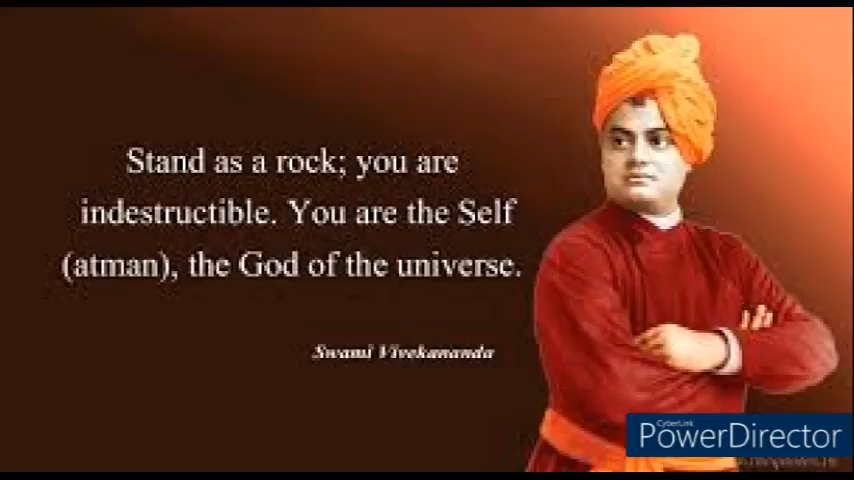 Stand as a rock; you are
indestructible. You are the Self
(atman), the God of the universe.
Swami Vivekananda
CyberLink
PowerDirector